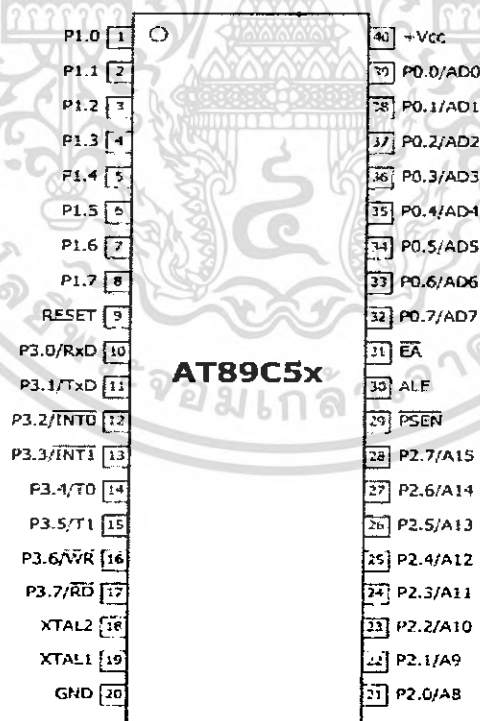 P1.0 1
P1.1 2
P1.2 3
P1.3 4
P1.4 5
P1.5 6
P1.6 7
P1.7 8
RESET 9
P3.0/RxD 10
P3.1/TxD 11
P3.2/INT0 12
P3.3/INT1 13
P3.4/T0 14
P3.5/T1 15
P3.6/WR 16
P3.7/RD 17
XTAL2 18
XTAL1 19
GND 20
AT89C5x
40 +Vcc
39 P0.0/AD0
38 P0.1/AD1
37 P0.2/AD2
36 P0.3/AD3
35 P0.4/AD4
34 P0.5/AD5
33 P0.6/AD6
32 P0.7/AD7
31 EA
30 ALE
29 PSEN
28 P2.7/A15
27 P2.6/A14
26 P2.5/A13
25 P2.4/A12
24 P2.3/A11
23 P2.2/A10
22 P2.1/A9
21 P2.0/A8